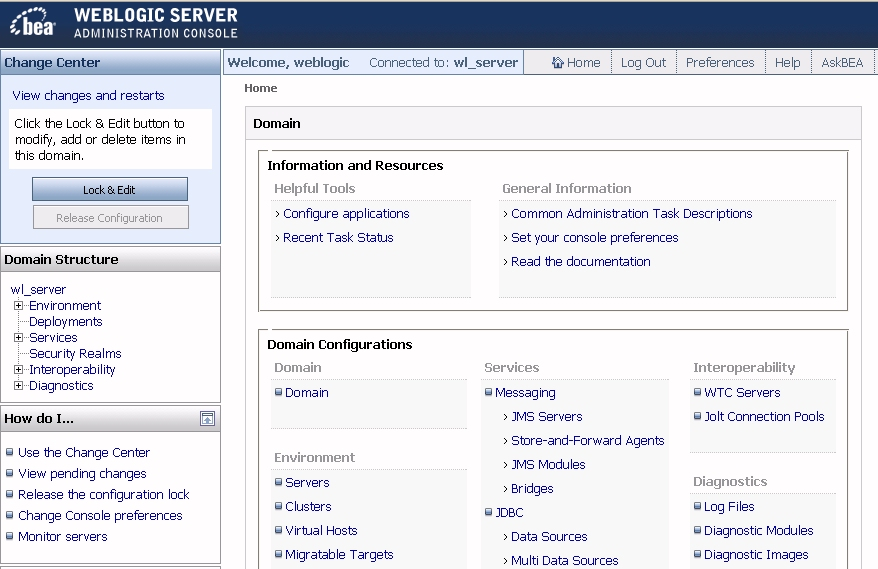 bea WEBLOGIC SERVER
ADMINISTRATION CONSOLE
Change Center
View changes and restarts
Click the Lock & Edit button to
modify, add or delete items in
this domain.
Lock & Edit
Release Configuration
Domain Structure
wl_server
Environment
Deployments
Services
Security Realms
Interoperability
Diagnostics
How do I...
Use the Change Center
View pending changes
Release the configuration lock
Change Console preferences
Monitor servers
Welcome, weblogic Connected to: wl_server Home Log Out Preferences Help AskBEA
Home
Domain
Information and Resources
Helpful Tools
Configure applications
Recent Task Status
General Information
Common Administration Task Descriptions
Set your console preferences
Read the documentation
Domain Configurations
Domain
Domain
Environment
Servers
Clusters
Virtual Hosts
Migratable Targets
Services
Messaging
JMS Servers
Store-and-Forward Agents
JMS Modules
Bridges
JDBC
Data Sources
Multi Data Sources
Interoperability
WTC Servers
Jolt Connection Pools
Diagnostics
Log Files
Diagnostic Modules
Diagnostic Images